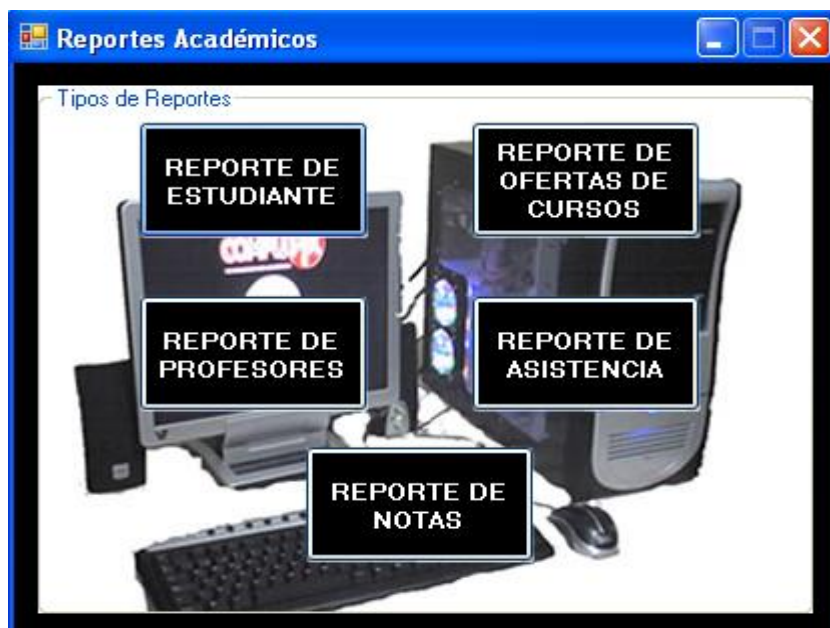 Reportes Académicos
Tipos de Reportes
REPORTE DE
ESTUDIANTE
REPORTE DE
OFERTAS DE
CURSOS
REPORTE DE
PROFESORES
REPORTE DE
ASISTENCIA
REPORTE DE
NOTAS